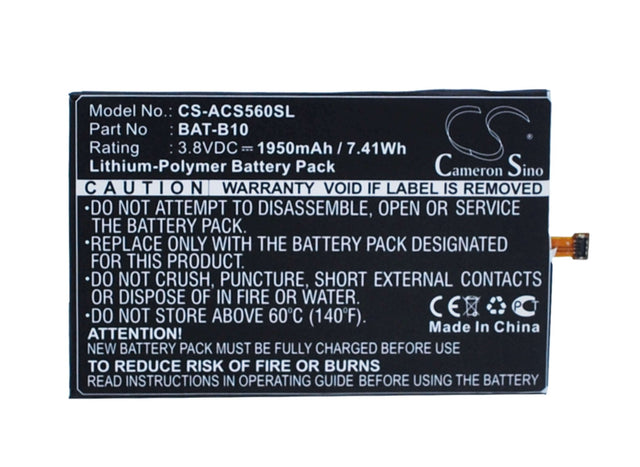 Model No.: CS-ACS560SL
Part No : BAT-B10
Rating : 3.8VDC ⎓ 1950mAh / 7.41Wh
Lithium-Polymer Battery Pack
CS
Cameron Sino
CAUTION WARRANTY VOID IF LABEL IS REMOVED
•DO NOT ATTEMPT TO DISASSEMBLE, OPEN OR SERVICE
THE BATTERY PACK.
•REPLACE ONLY WITH THE BATTERY PACK DESIGNATED
FOR THIS PRODUCT.
•DO NOT CRUSH, PUNCTURE, SHORT EXTERNAL CONTACTS
OR DISPOSE OF IN FIRE OR WATER.
•DO NOT STORE ABOVE 60°C (140°F).
CE
Made In China
ATTENTION!
NEW BATTERY PACK MUST BE FULLY CHARGED BEFORE INITIAL USE.
TO REDUCE RISK OF FIRE OR BURNS
READ INSTRUCTIONS IN OPERATING GUIDE BEFORE USING AND CHARGING.